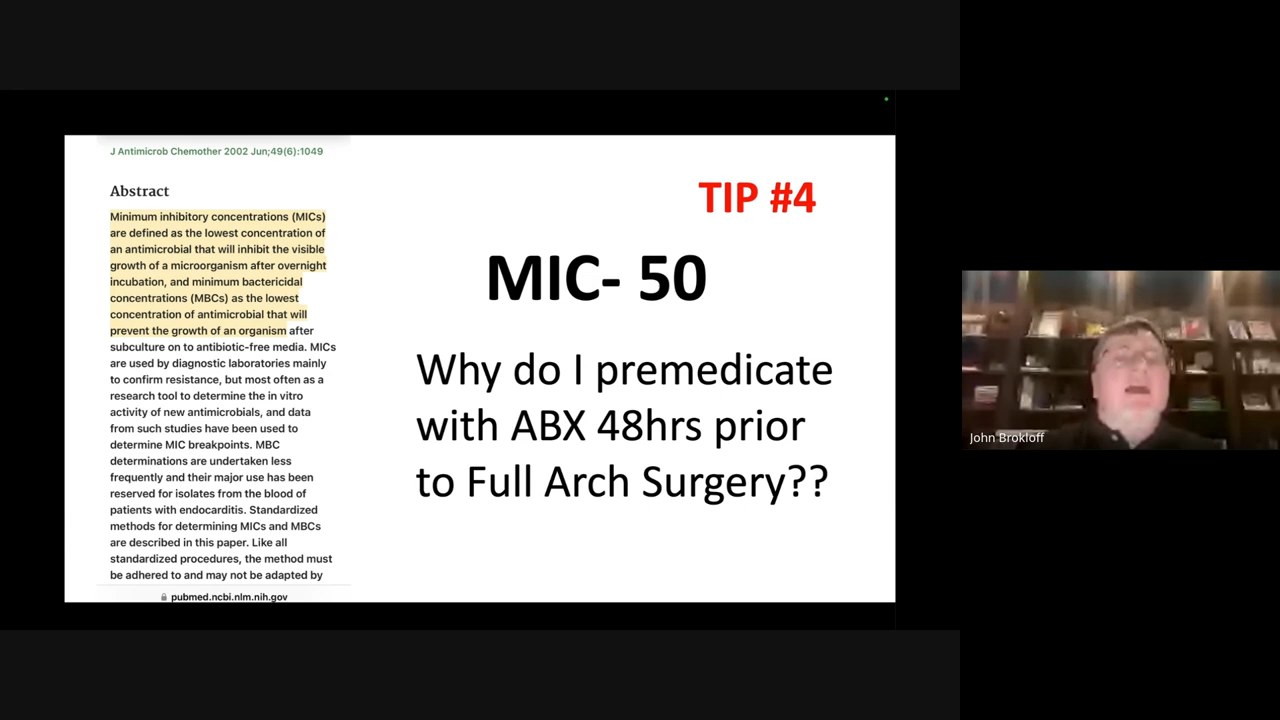 J Antimicrob Chemother 2002 Jun;49(6):1049
Abstract
Minimum inhibitory concentrations (MICs)
are defined as the lowest concentration of
an antimicrobial that will inhibit the visible
growth of a microorganism after overnight
incubation, and minimum bactericidal
concentrations (MBCs) as the lowest
concentration of antimicrobial that will
prevent the growth of an organism after
subculture on to antibiotic-free media. MICs
are used by diagnostic laboratories mainly
to confirm resistance, but most often as a
research tool to determine the in vitro
activity of new antimicrobials, and data
from such studies have been used to
determine MIC breakpoints. MBC
determinations are undertaken less
frequently and their major use has been
reserved for isolates from the blood of
patients with endocarditis. Standardized
methods for determining MICs and MBCs
are described in this paper. Like all
standardized procedures, the method must
be adhered to and may not be adapted by
pubmed.ncbi.nlm.nih.gov
TIP #4
MIC- 50
Why do I premedicate
with ABX 48hrs prior
to Full Arch Surgery??
John Brokloff